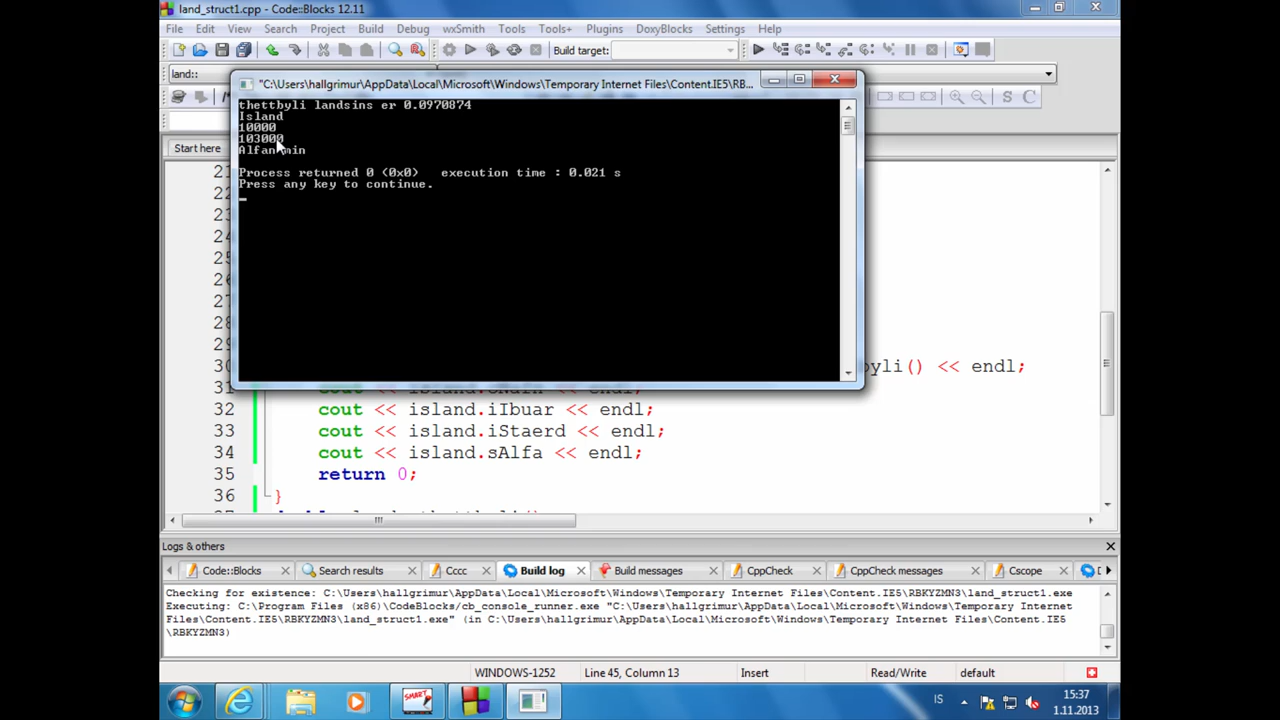 land_struct1.cpp - Code::Blocks 12.11
File Edit View Search Project Build Debug wxSmith Tools Tools+ Plugins DoxyBlocks Settings Help
Build target:
land::
"C:\Users\hallgrimur\AppData\Local\Microsoft\Windows\Temporary Internet Files\Content.IE5\RB...
thettbyli landsins er 0.0970874
Island
10000
103000
Alfan min
Process returned 0 (0x0) execution time : 0.021 s
Press any key to continue.
Start here
21
22
23
24
25
26
27
28
29
30 yli() << endl;
31 cout << endl;
32 cout << island.iIbuar << endl;
33 cout << island.iStaerd << endl;
34 cout << island.sAlfa << endl;
35 return 0;
36 }
Logs & others
Code::Blocks Search results Cccc Build log Build messages CppCheck CppCheck messages Cscope
Checking for existence: C:\Users\hallgrimur\AppData\Local\Microsoft\Windows\Temporary Internet Files\Content.IE5\RBKYZMN3\land_struct1.exe
Executing: C:\Program Files (x86)\CodeBlocks/cb_console_runner.exe "C:\Users\hallgrimur\AppData\Local\Microsoft\Windows\Temporary Internet
Files\Content.IE5\RBKYZMN3\land_struct1.exe" (in C:\Users\hallgrimur\AppData\Local\Microsoft\Windows\Temporary Internet Files\Content.IE5
\RBKYZMN3)
WINDOWS-1252 Line 45, Column 13 Insert Read/Write default
SMART
IS
15:37
1.11.2013